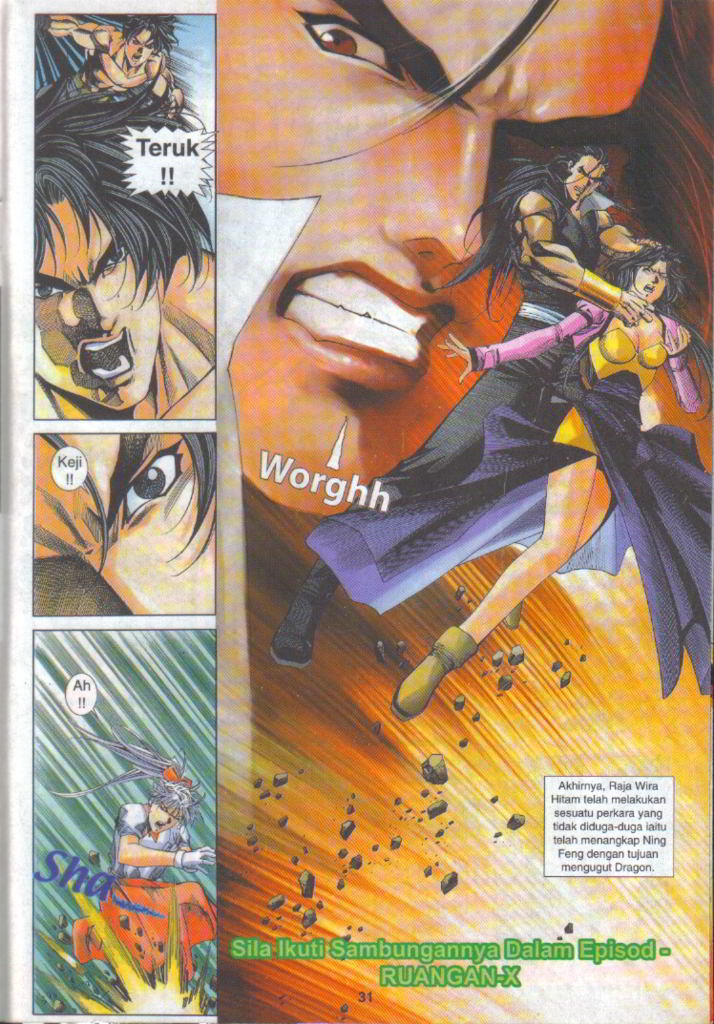 Teruk
!!
Keji
!!
Ah
!!
Sha
Worghh
Akhirnya, Raja Wira
Hitam telah melakukan
sesuatu perkara yang
tidak diduga-duga iaitu
telah menangkap Ning
Feng dengan tujuan
mengugut Dragon.
Sila Ikuti Sambungannya Dalam Episod -
RUANGAN-X
31